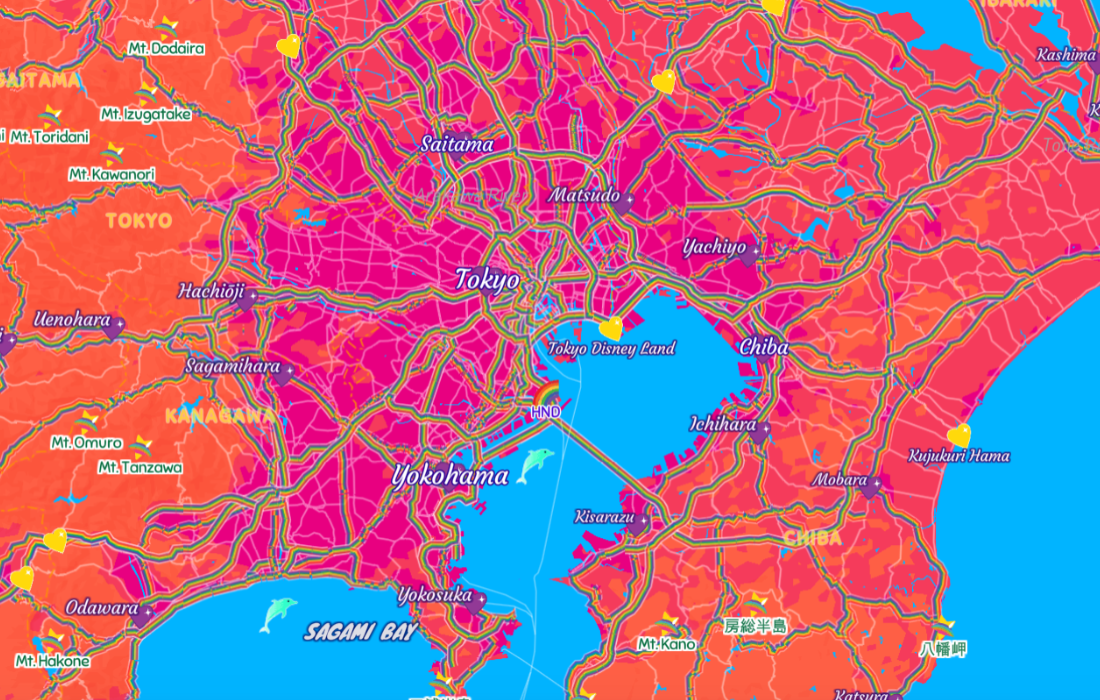 IBARAKI
Mt. Dodaira
Kashima
SAITAMA
Mt. Izugatake
Mt. Toridani
Saitama
Mt. Kawanori
Matsudo
TOKYO
Yachiyo
Tokyo
Hachiōji
Uenohara
Tokyo Disney Land
Chiba
Sagamihara
HND
KANAGAWA
Ichihara
Mt. Omuro
Kujukuri Hama
Mt. Tanzawa
Yokohama
Mobara
Kisarazu
CHIBA
Yokosuka
Odawara
SAGAMI BAY
房総半島
Mt. Kano
八幡岬
Mt. Hakone
Katsura